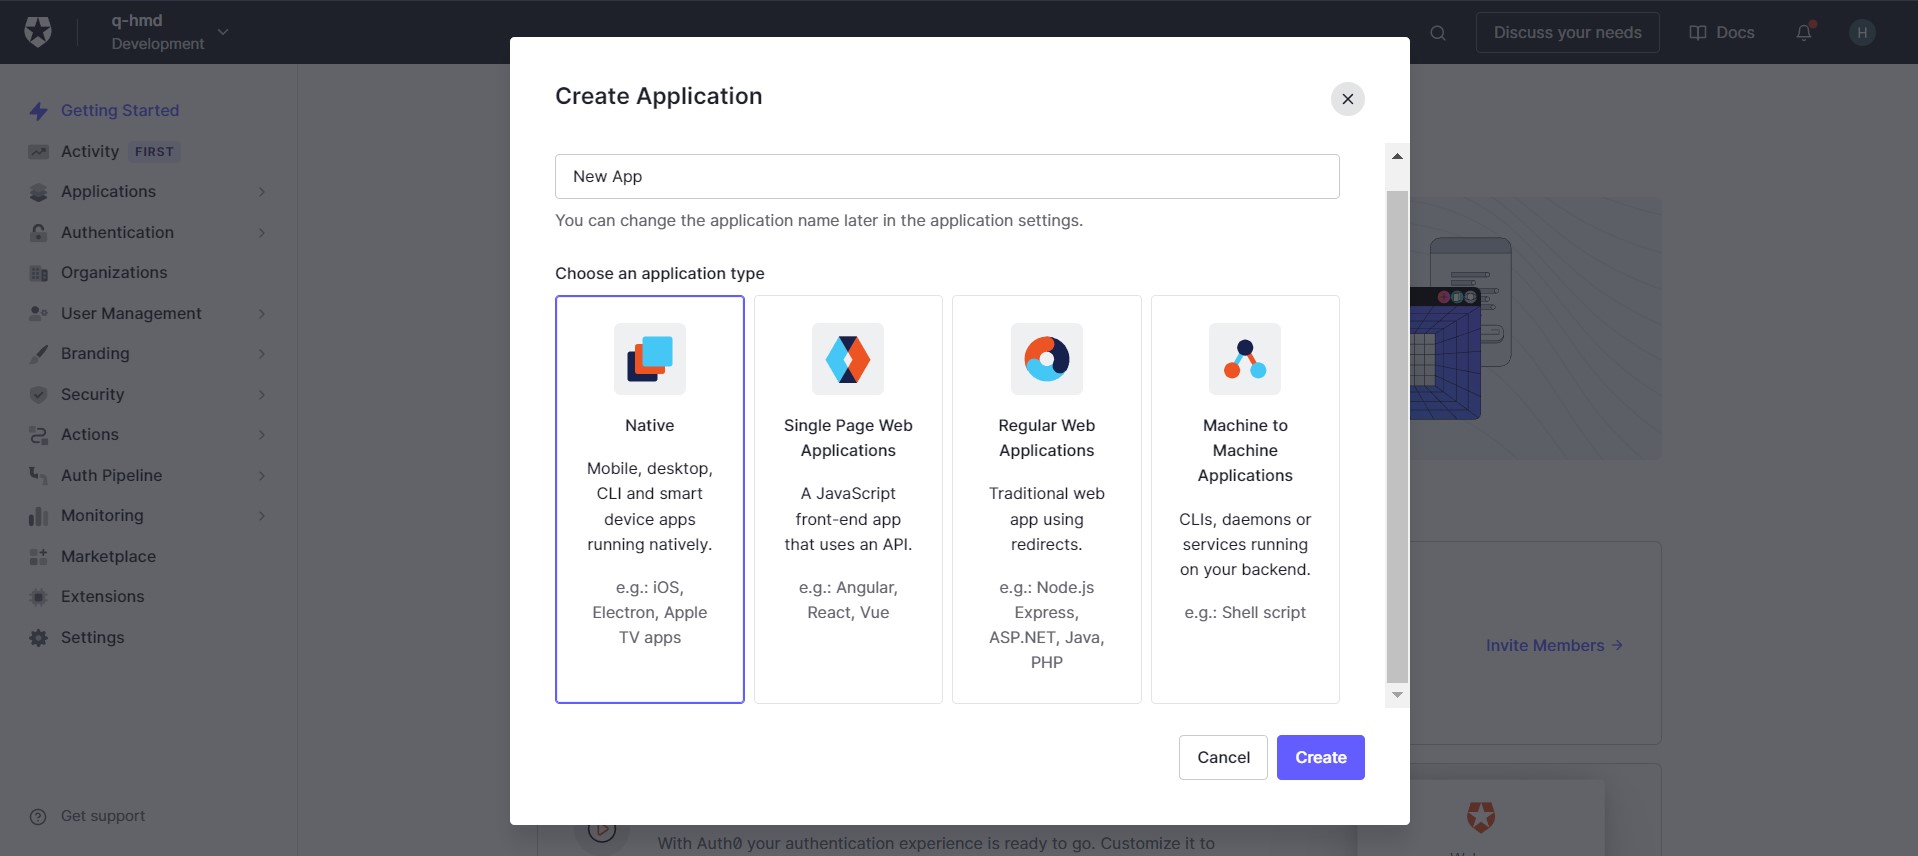 q-hmd
Development
Discuss your needs
Docs
H
Getting Started
Activity FIRST
Applications
Authentication
Organizations
User Management
Branding
Security
Actions
Auth Pipeline
Monitoring
Marketplace
Extensions
Settings
Get support
Create Application
New App
You can change the application name later in the application settings.
Choose an application type
Native
Mobile, desktop,
CLI and smart
device apps
running natively.
e.g.: iOS,
Electron, Apple
TV apps
Single Page Web
Applications
A JavaScript
front-end app
that uses an API.
e.g.: Angular,
React, Vue
Regular Web
Applications
Traditional web
app using
redirects.
e.g.: Node.js
Express,
ASP.NET, Java,
PHP
Machine to
Machine
Applications
CLIs, daemons or
services running
on your backend.
e.g.: Shell script
Cancel
Create
Invite Members →
With Auth0 your authentication experience is ready to go. Customize it to